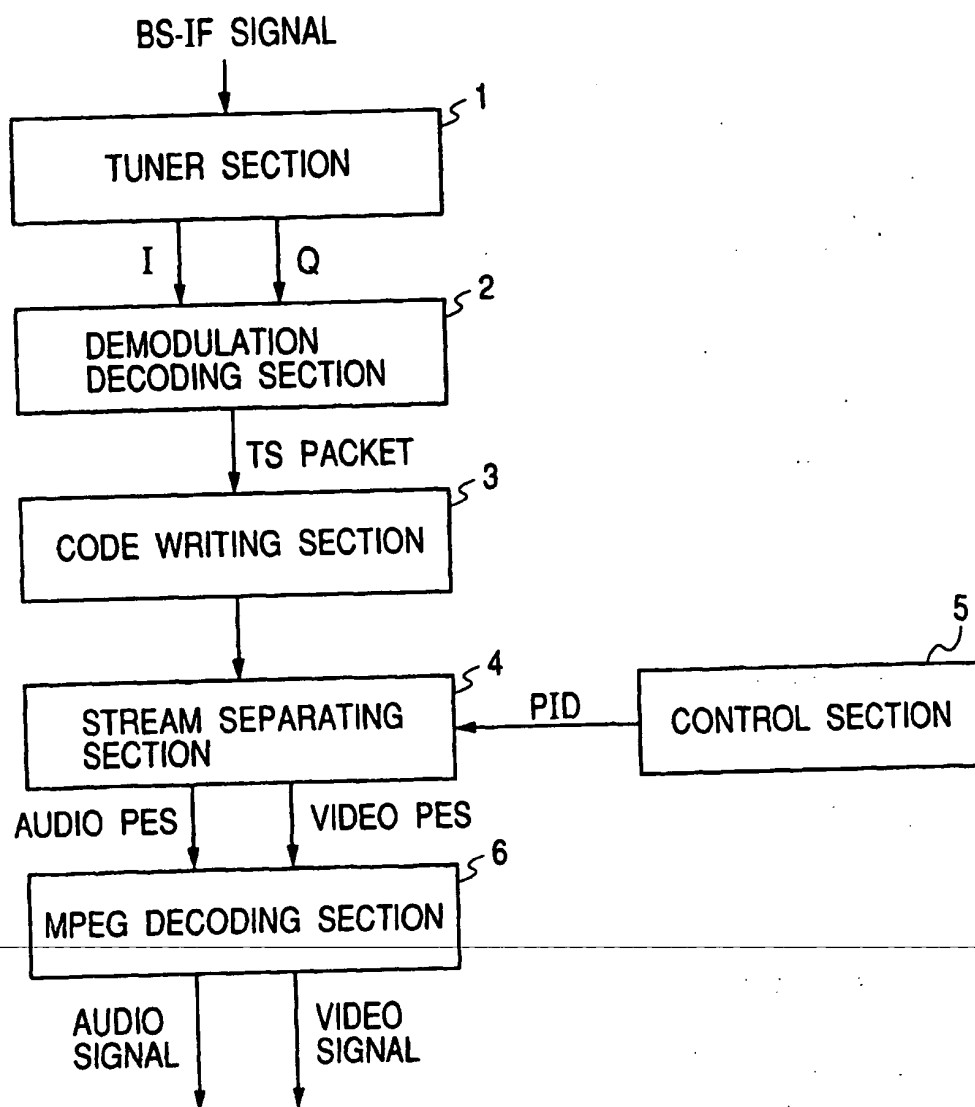 BS-IF SIGNAL
1
TUNER SECTION
I
Q
2
DEMODULATION
DECODING SECTION
TS PACKET
3
CODE WRITING SECTION
4
STREAM SEPARATING
SECTION
PID
5
CONTROL SECTION
AUDIO PES
VIDEO PES
6
MPEG DECODING SECTION
AUDIO
SIGNAL
VIDEO
SIGNAL